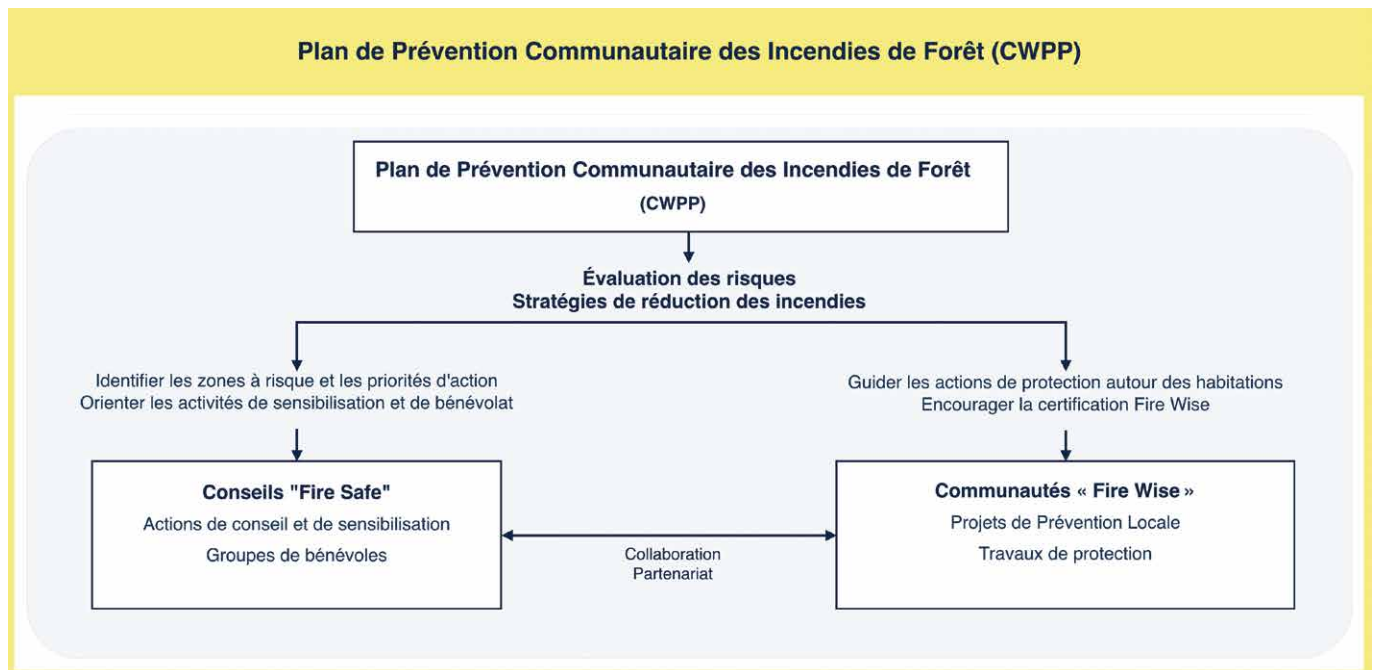 Plan de Prévention Communautaire des Incendies de Forêt (CWPP)
Plan de Prévention Communautaire des Incendies de Forêt
(CWPP)
Évaluation des risques
Stratégies de réduction des incendies
Identifier les zones à risque et les priorités d'action
Orienter les activités de sensibilisation et de bénévolat
Guider les actions de protection autour des habitations
Encourager la certification Fire Wise
Conseils "Fire Safe"
Actions de conseil et de sensibilisation
Groupes de bénévoles
Collaboration
Partenariat
Communautés « Fire Wise »
Projets de Prévention Locale
Travaux de protection